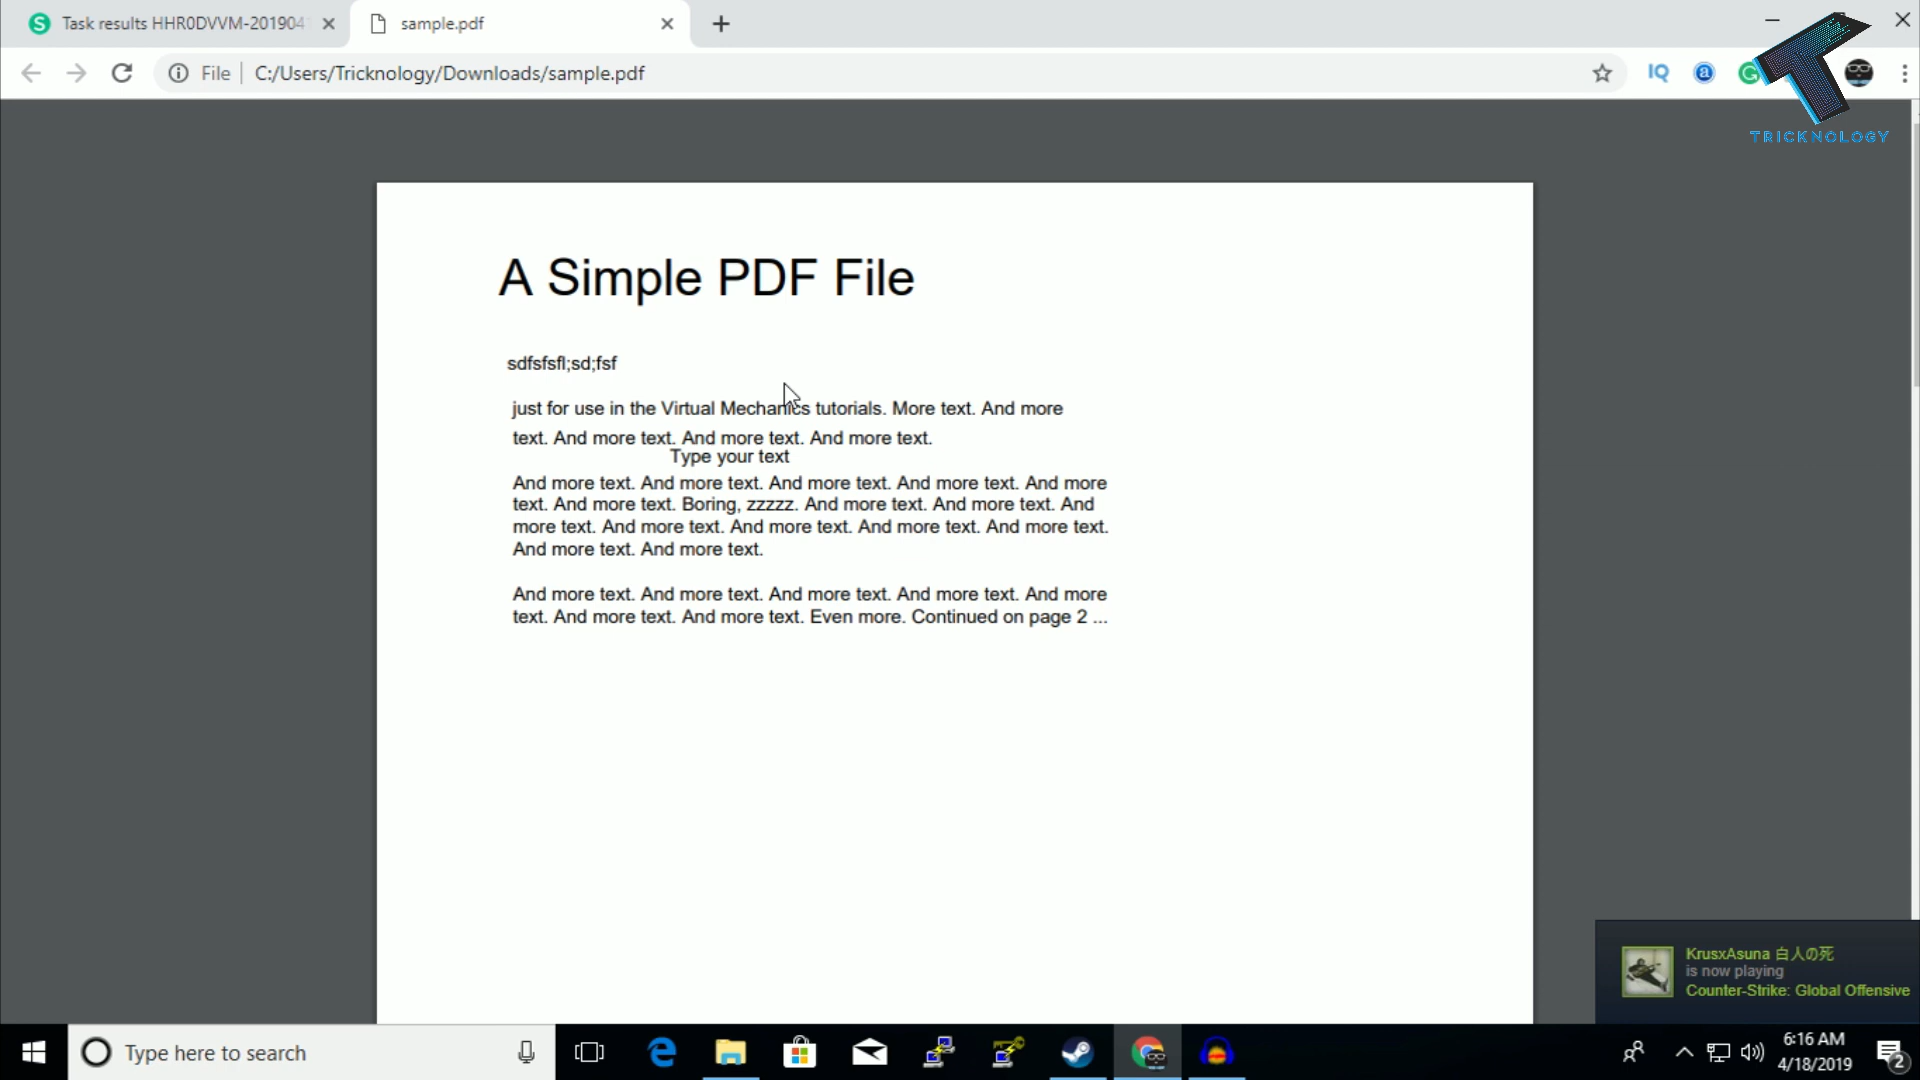 Task results HHR0DVVM-201904
sample.pdf
File
C:/Users/Tricknology/Downloads/sample.pdf
IQ
TRICKNOLOGY
A Simple PDF File
sdfsfsfl;sd;fsf
just for use in the Virtual Mechanics tutorials. More text. And more
text. And more text. And more text. And more text.
Type your text
And more text. And more text. And more text. And more text. And more
text. And more text. Boring, zzzzz. And more text. And more text. And
more text. And more text. And more text. And more text. And more text.
And more text. And more text.
And more text. And more text. And more text. And more text. And more
text. And more text. And more text. Even more. Continued on page 2 ...
KrusxAsuna 白人の死
is now playing
Counter-Strike: Global Offensive
Type here to search
6:16 AM
4/18/2019
2